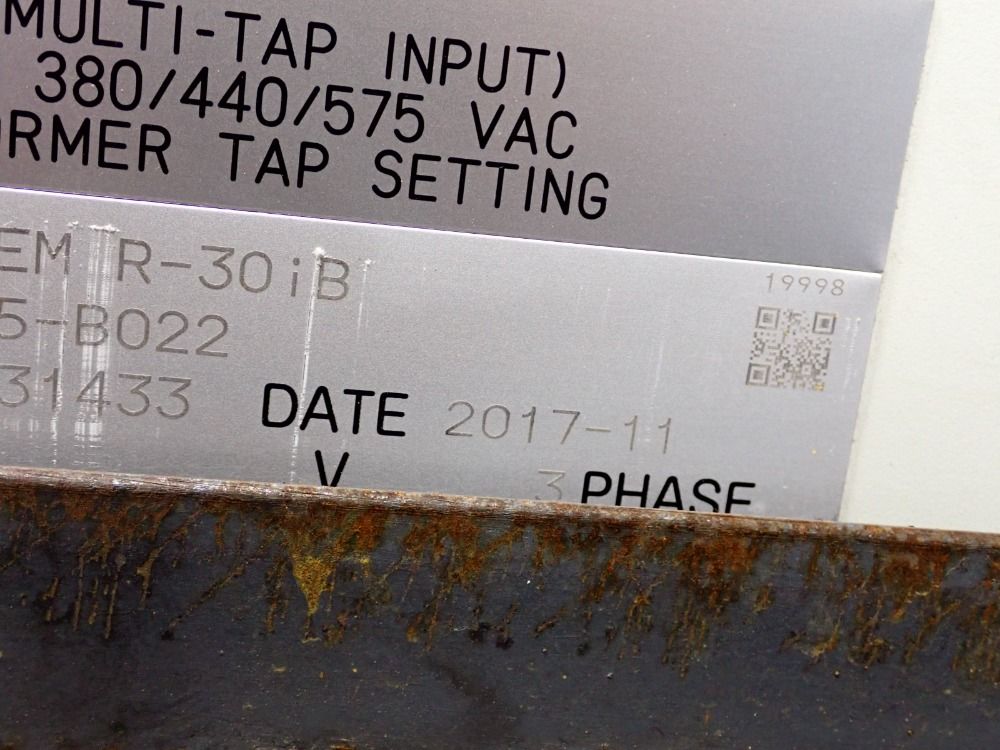 MULTI-TAP INPUT)
380/440/575 VAC
ORMER TAP SETTING
EM R-30iB
19998
5-B022
31433 DATE 2017-11
V 3 PHASE